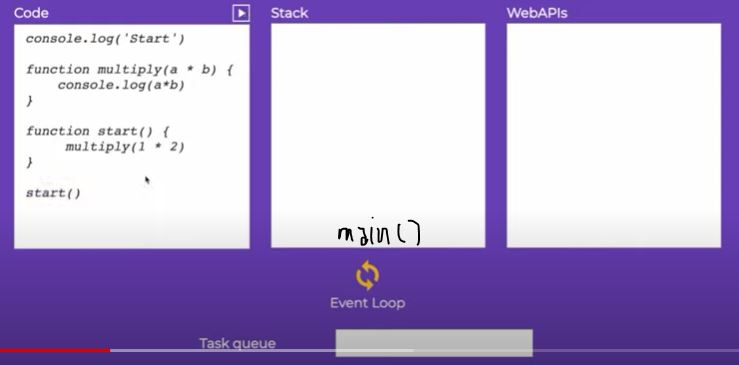 Code
Stack
WebAPIs
console.log('Start')
function multiply(a * b) {
console.log(a*b)
}
function start() {
multiply(1 * 2)
}
start()
main()
Event Loop
Task queue